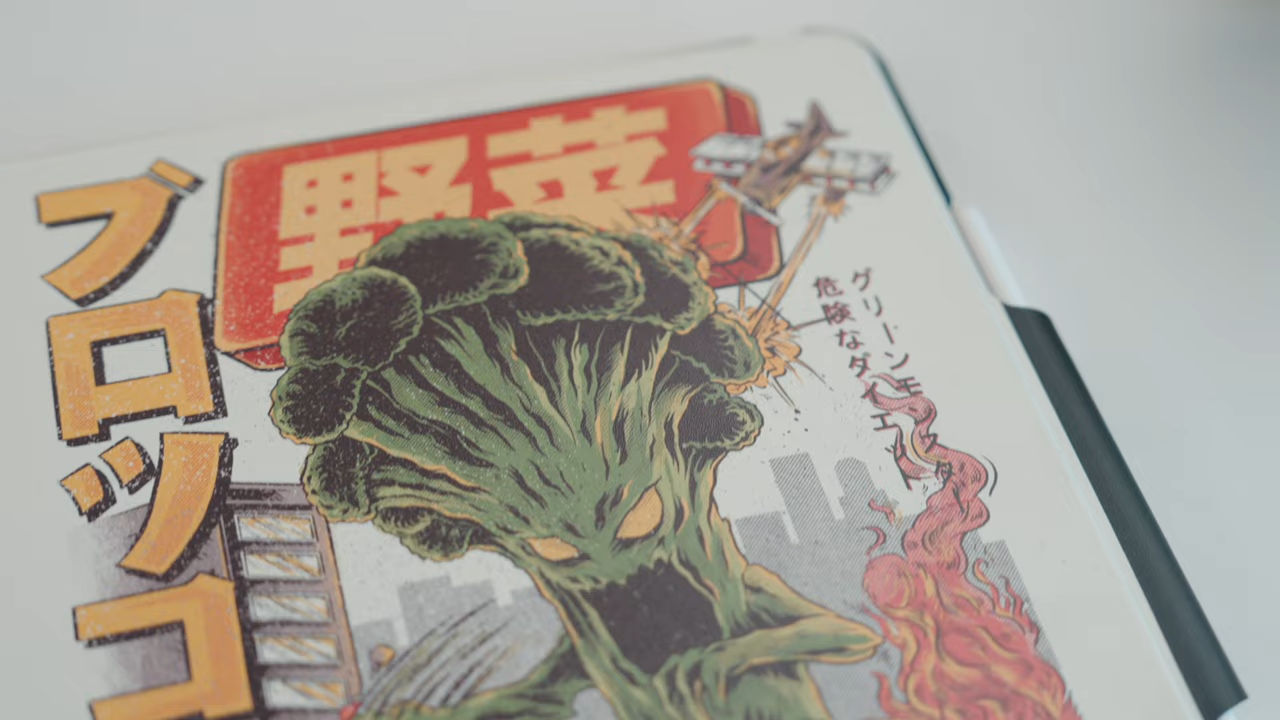 野菜
ブロッコ
グリーンモ
危険なダイエット